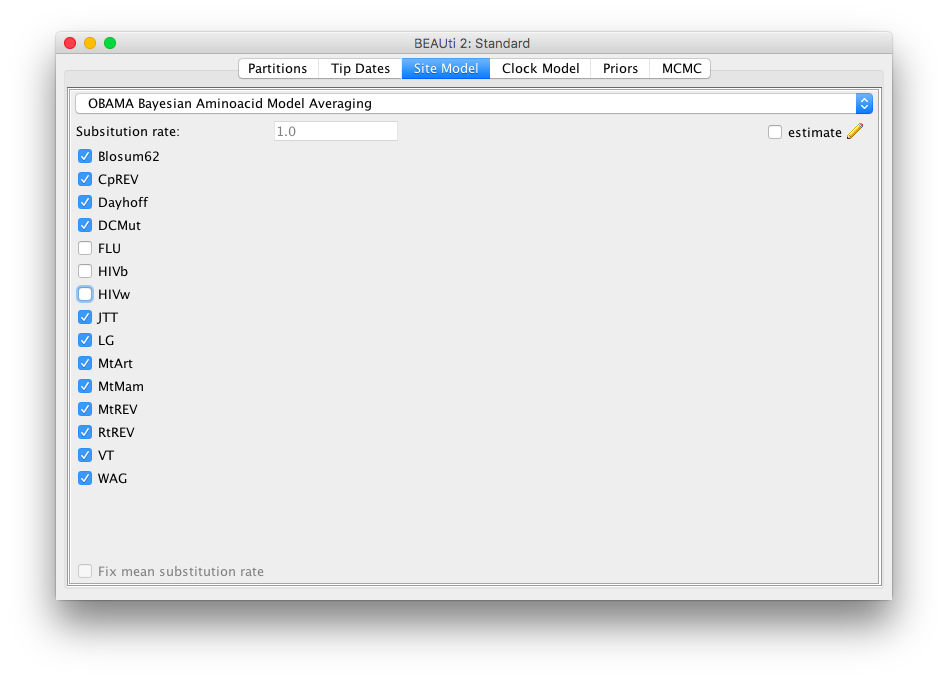 BEAUti 2: Standard
Partitions Tip Dates Site Model Clock Model Priors MCMC
OBAMA Bayesian Aminoacid Model Averaging
Subsitution rate: 1.0 estimate
Blosum62
CpREV
Dayhoff
DCMut
FLU
HIVb
HIVw
JTT
LG
MtArt
MtMam
MtREV
RtREV
VT
WAG
Fix mean substitution rate